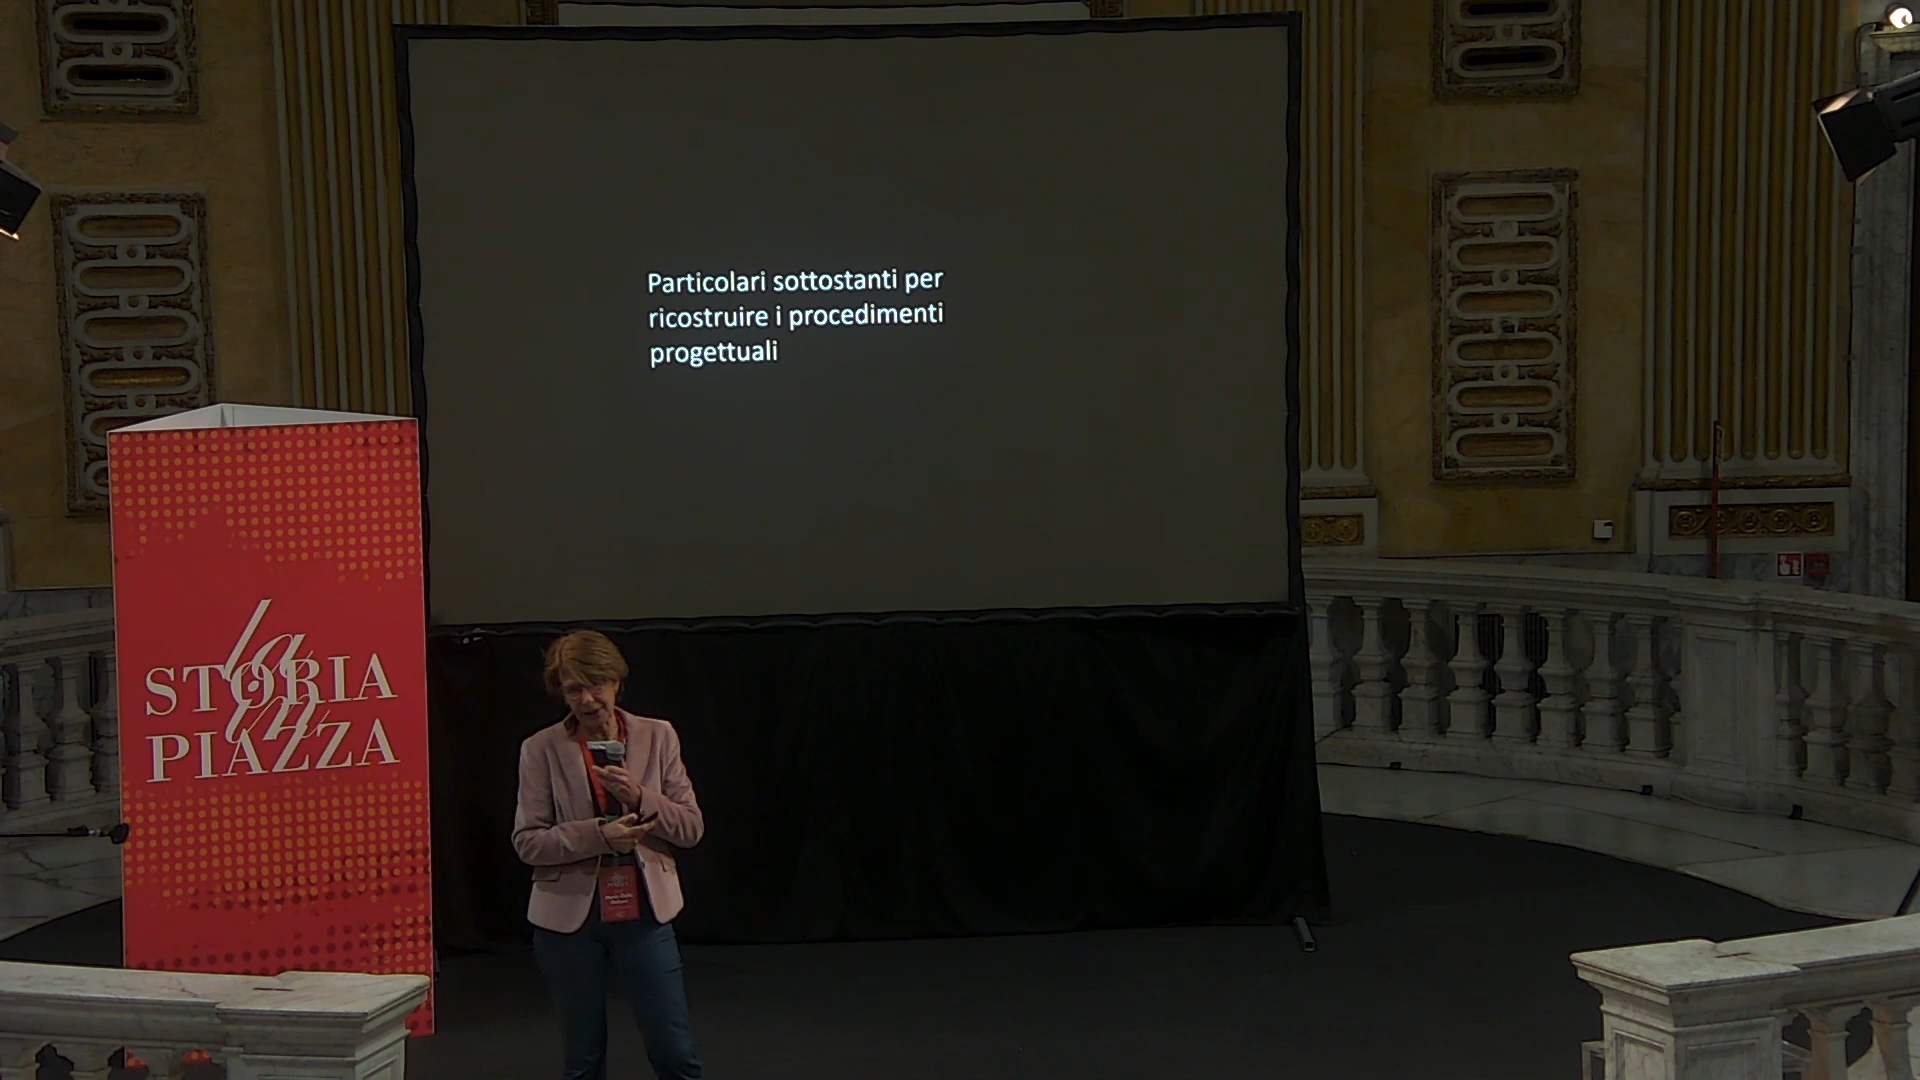 Particolari sottostanti per
ricostruire i procedimenti
progettuali
la
STORIA
in
PIAZZA